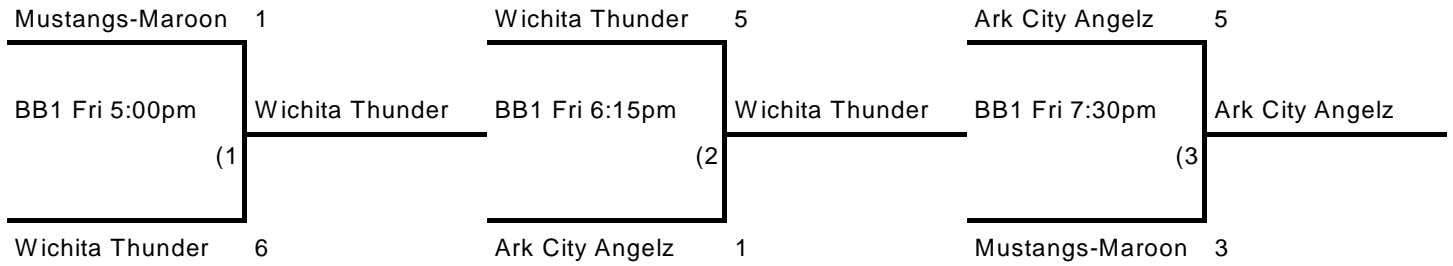 Mustangs-Maroon 1
BB1 Fri 5:00pm
Wichita Thunder
(1
Wichita Thunder 6
Wichita Thunder 5
BB1 Fri 6:15pm
Wichita Thunder
(2
Ark City Angelz 1
Ark City Angelz 5
BB1 Fri 7:30pm
Ark City Angelz
(3
Mustangs-Maroon 3